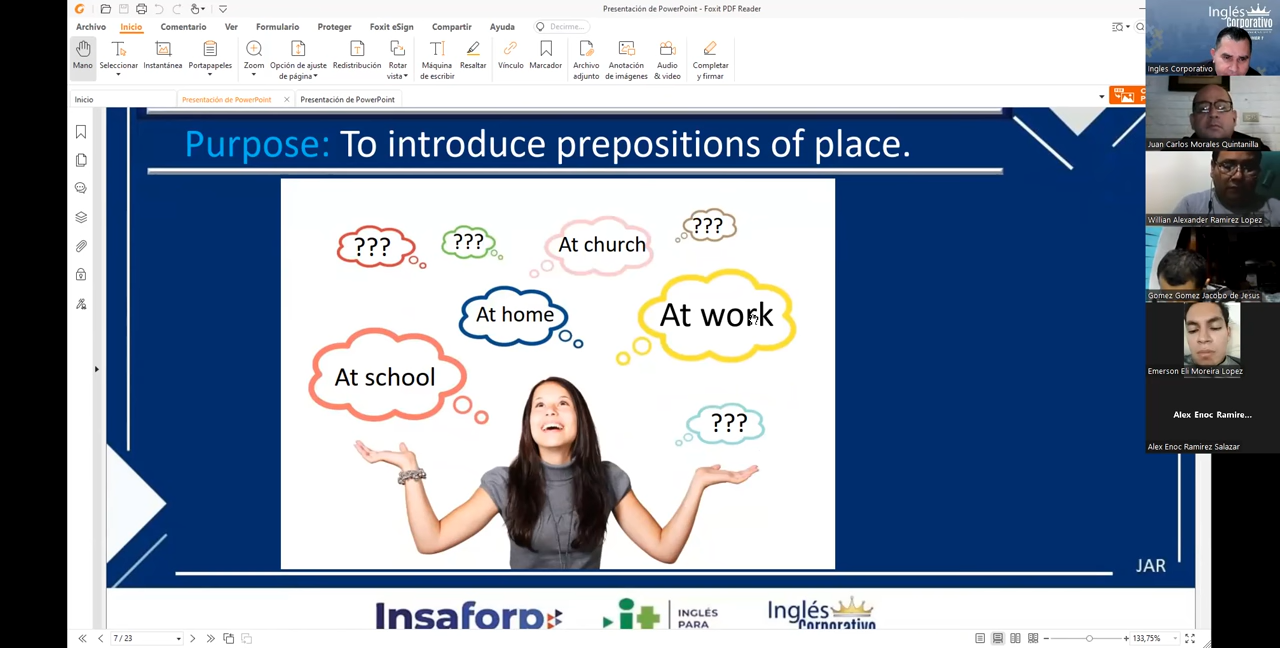 Presentación de PowerPoint - Foxit PDF Reader
Archivo Inicio Comentario Ver Formulario Proteger Foxit eSign Compartir Ayuda Decirme...
Mano Seleccionar Instantánea Portapapeles Zoom Opción de ajuste de página Redistribución Rotar vista Máquina de escribir Resaltar Vínculo Marcador Archivo adjunto Anotación de imágenes Audio & video Completar y firmar
Inicio Presentación de PowerPoint Presentación de PowerPoint
Purpose: To introduce prepositions of place.
???
???
At church
???
At home
At work
At school
???
JAR
Insaforp
it
INGLÉS
PARA
Inglés
Corporativo
7 / 23
133,75%
Inglés
Corporativo
Ingles Corporativo
Juan Carlos Morales Quintanilla
Willian Alexander Ramirez Lopez
Gomez Gomez Jacobo de Jesus
Emerson Eli Moreira Lopez
Alex Enoc Ramire...
Alex Enoc Ramirez Salazar